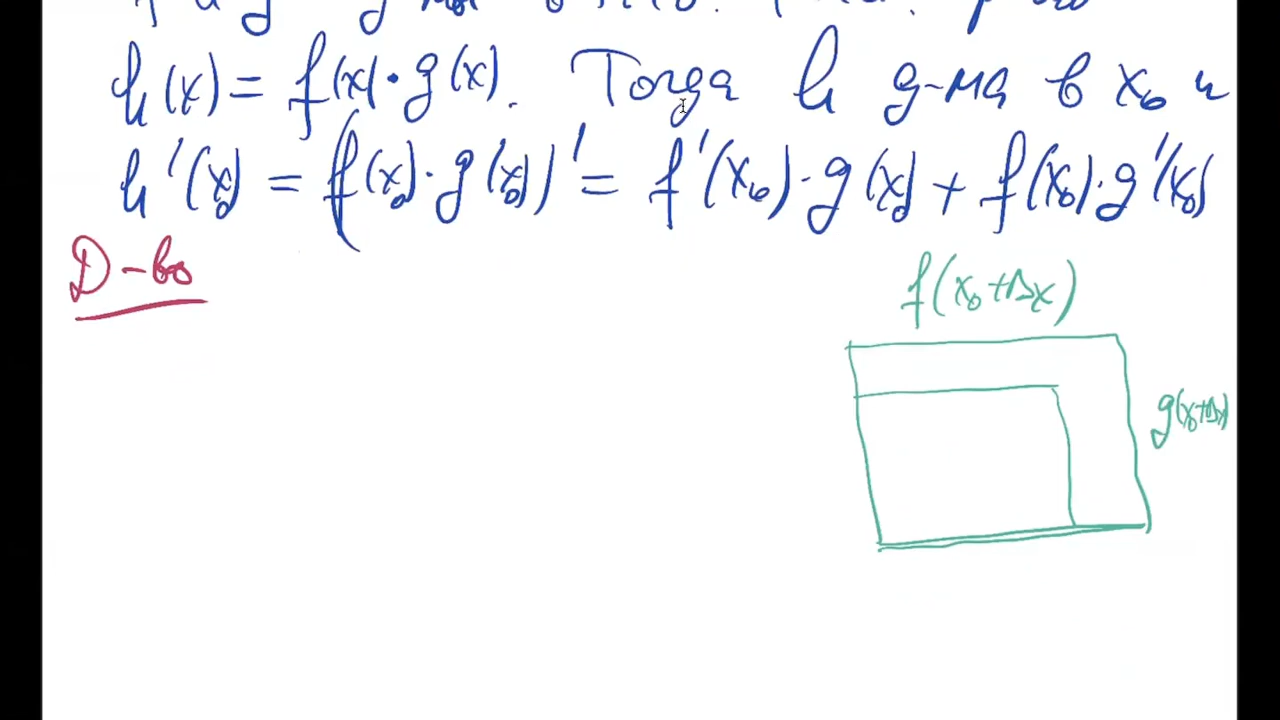 h(x) = f(x) · g(x). Тогда h д-ма в x₀ и
h'(x₀) = (f(x₀) · g(x₀))' = f'(x₀) · g(x₀) + f(x₀) · g'(x₀)
Д-во
f(x₀+Δx)
g(x₀+Δx)